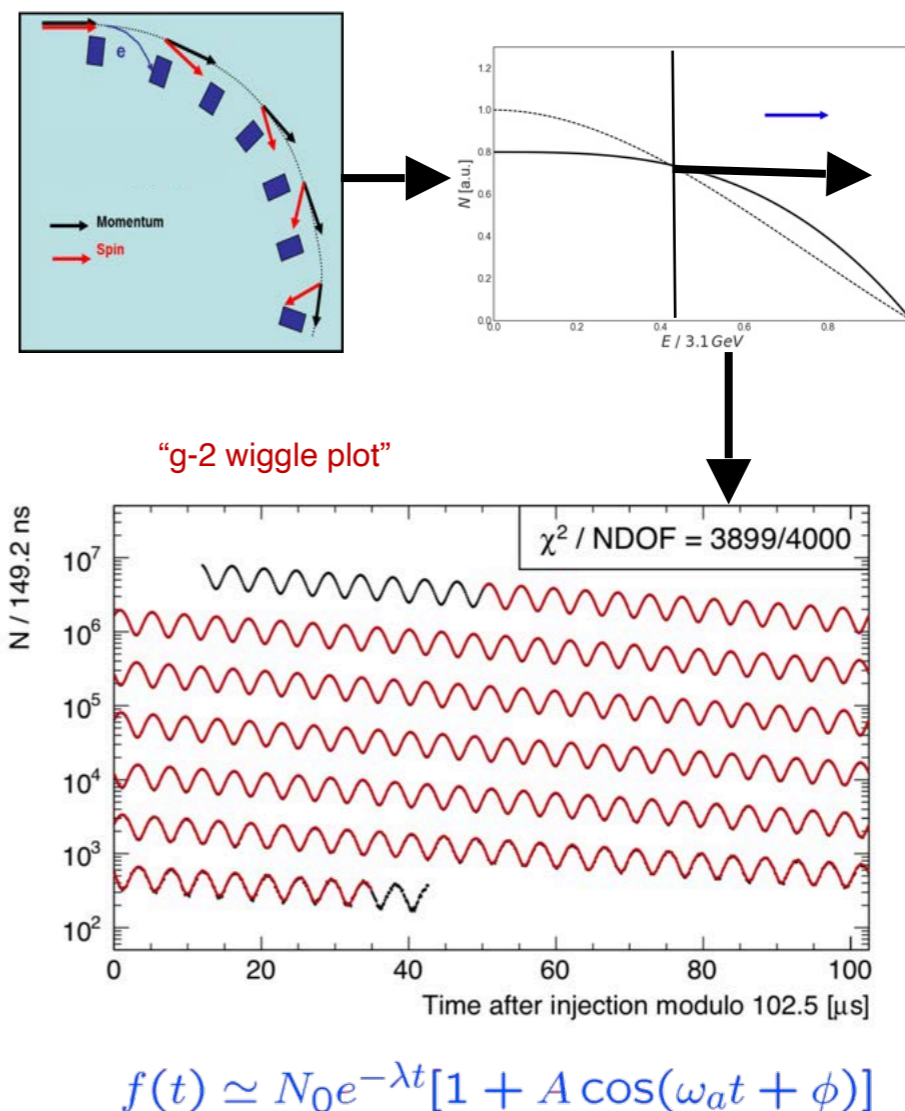 e
Momentum
Spin
N [a.u.]
1.2
1.0
0.8
0.6
0.4
0.2
0.0
0.0 0.2 0.4 0.6 0.8
E / 3.1GeV
“g-2 wiggle plot”
N / 149.2 ns
χ² / NDOF = 3899/4000
10⁷
10⁶
10⁵
10⁴
10³
10²
0 20 40 60 80 100
Time after injection modulo 102.5 [μs]
f(t) ≃ N₀e^{−λt}[1 + A cos(ωₐt + ϕ)]